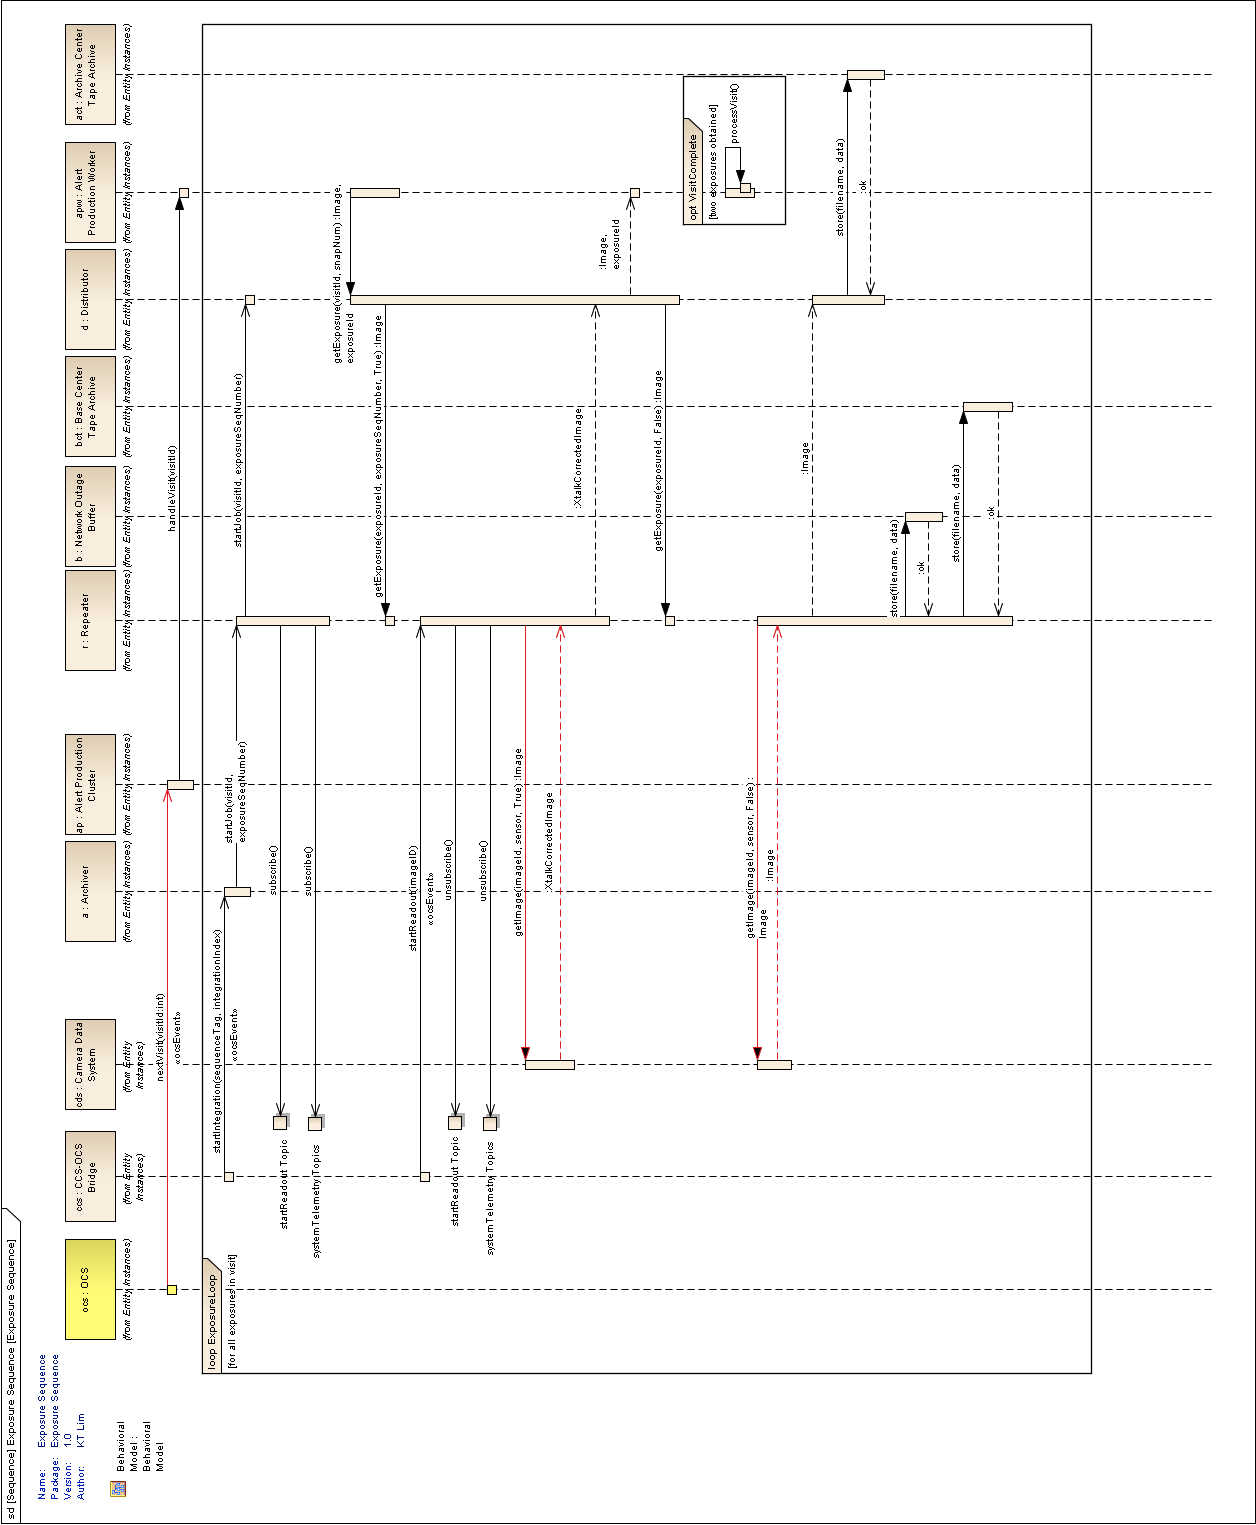 sd [Sequence] Exposure Sequence [Exposure Sequence]
Name: Exposure Sequence
Package: Exposure Sequence
Version: 1.0
Author: KT Lim
Behavioral
Model :
Behavioral
Model
ocs : OCS
(from Entity Instances)
ccs : CCS-OCS
Bridge
(from Entity
Instances)
cds : Camera Data
System
(from Entity
Instances)
a : Archiver
(from Entity Instances)
ap : Alert Production
Cluster
(from Entity Instances)
r : Repeater
(from Entity Instances)
b : Network Outage
Buffer
(from Entity Instances)
bct : Base Center
Tape Archive
(from Entity Instances)
d : Distributor
(from Entity Instances)
apw : Alert
Production Worker
(from Entity Instances)
act : Archive Center
Tape Archive
(from Entity Instances)
nextVisit(visitId:int)
«ocsEvent»
handleVisit(visitId)
loop ExposureLoop
[for all exposures in visit]
startIntegration(sequenceTag, integrationIndex)
«ocsEvent»
startJob(visitId,
exposureSeqNumber)
startJob(visitId, exposureSeqNumber)
subscribe()
startReadout Topic
subscribe()
systemTelemetry Topics
getExposure(visitId, snapNum) :Image,
exposureId
getExposure(exposureId, exposureSeqNumber, True) :Image
startReadout(imageID)
«ocsEvent»
unsubscribe()
startReadout Topic
unsubscribe()
systemTelemetry Topics
getImage(imageId, sensor, True) :Image
:XtalkCorrectedImage
:XtalkCorrectedImage
:Image,
exposureId
getExposure(exposureId, False) :Image
opt VisitComplete
[two exposures obtained]
processVisit()
getImage(imageId, sensor, False) :
Image
:Image
:Image
store(filename, data)
:ok
store(filename, data)
:ok
store(filename, data)
:ok